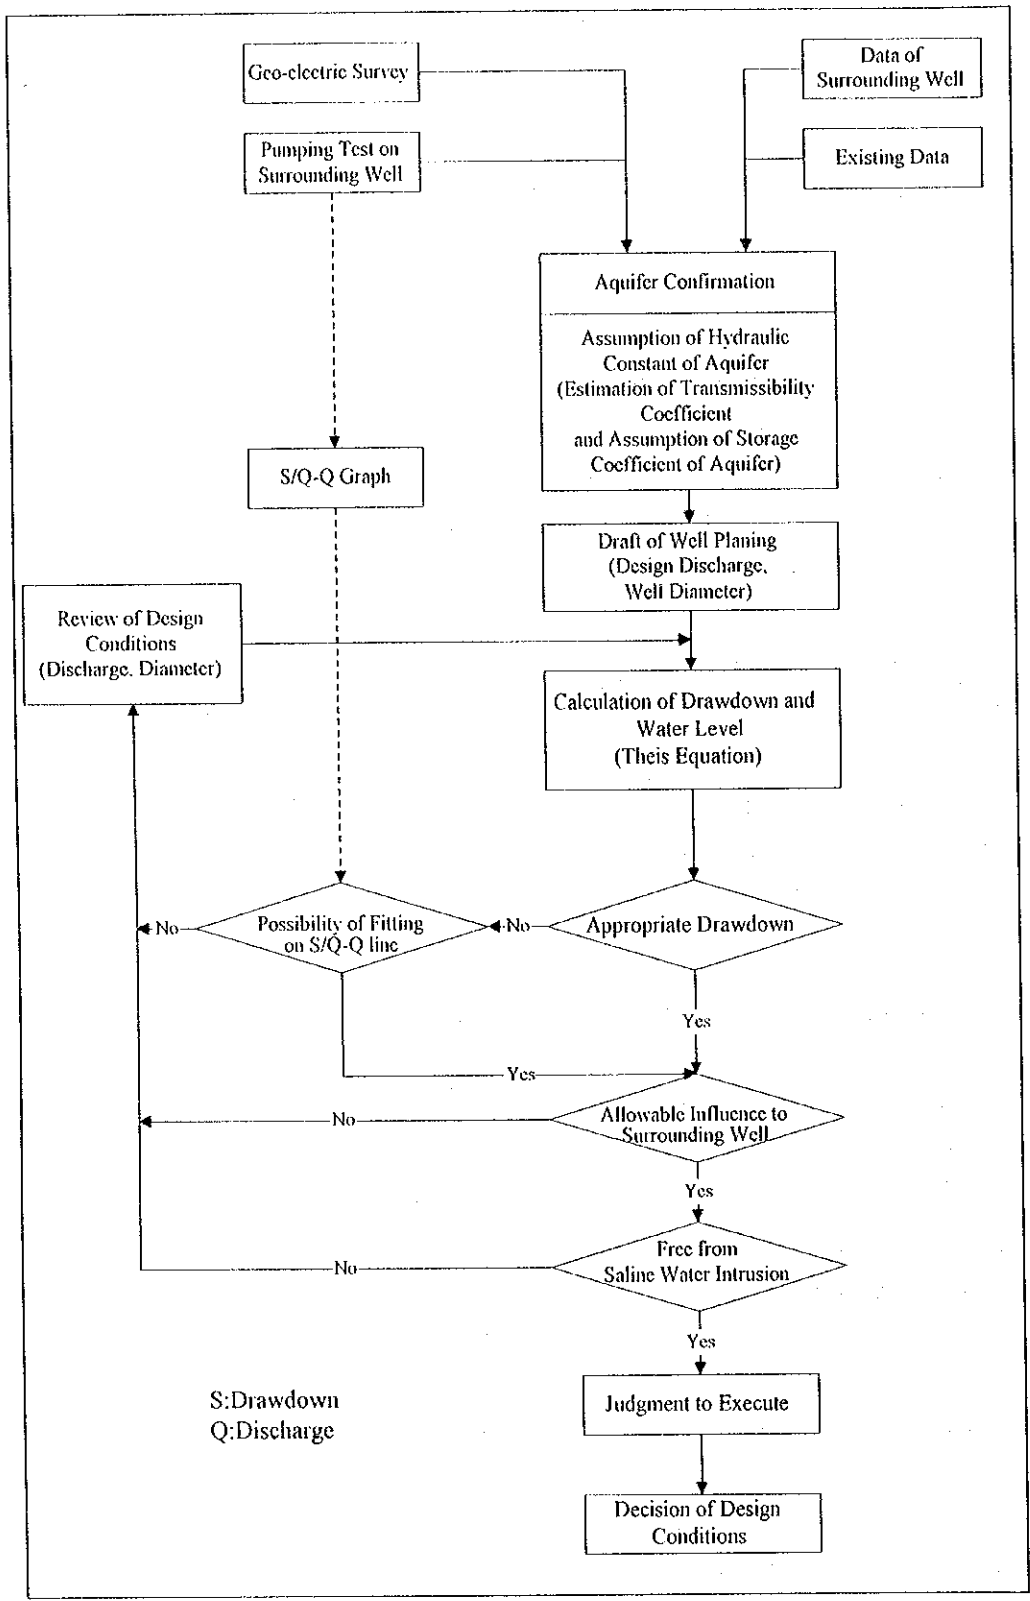 Geo-electric Survey
Data of
Surrounding Well
Pumping Test on
Surrounding Well
Existing Data
Aquifer Confirmation
Assumption of Hydraulic
Constant of Aquifer
(Estimation of Transmissibility
Coefficient
and Assumption of Storage
Coefficient of Aquifer)
S/Q-Q Graph
Draft of Well Planing
(Design Discharge,
Well Diameter)
Review of Design
Conditions
(Discharge, Diameter)
Calculation of Drawdown and
Water Level
(Theis Equation)
No
Possibility of Fitting
on S/Q-Q line
No
Appropriate Drawdown
Yes
Yes
No
Allowable Influence to
Surrounding Well
Yes
No
Free from
Saline Water Intrusion
Yes
S:Drawdown
Q:Discharge
Judgment to Execute
Decision of Design
Conditions